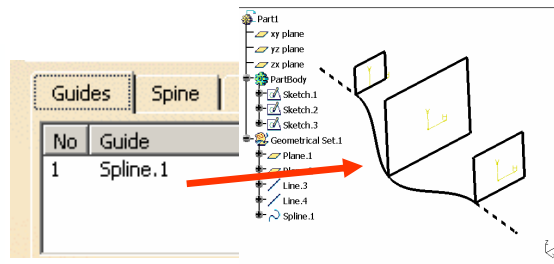 Guides Spine
No Guide
1 Spline.1
Part1
xy plane
yz plane
zx plane
PartBody
Sketch.1
Sketch.2
Sketch.3
Geometrical Set.1
Plane.1
Line.3
Line.4
Spline.1